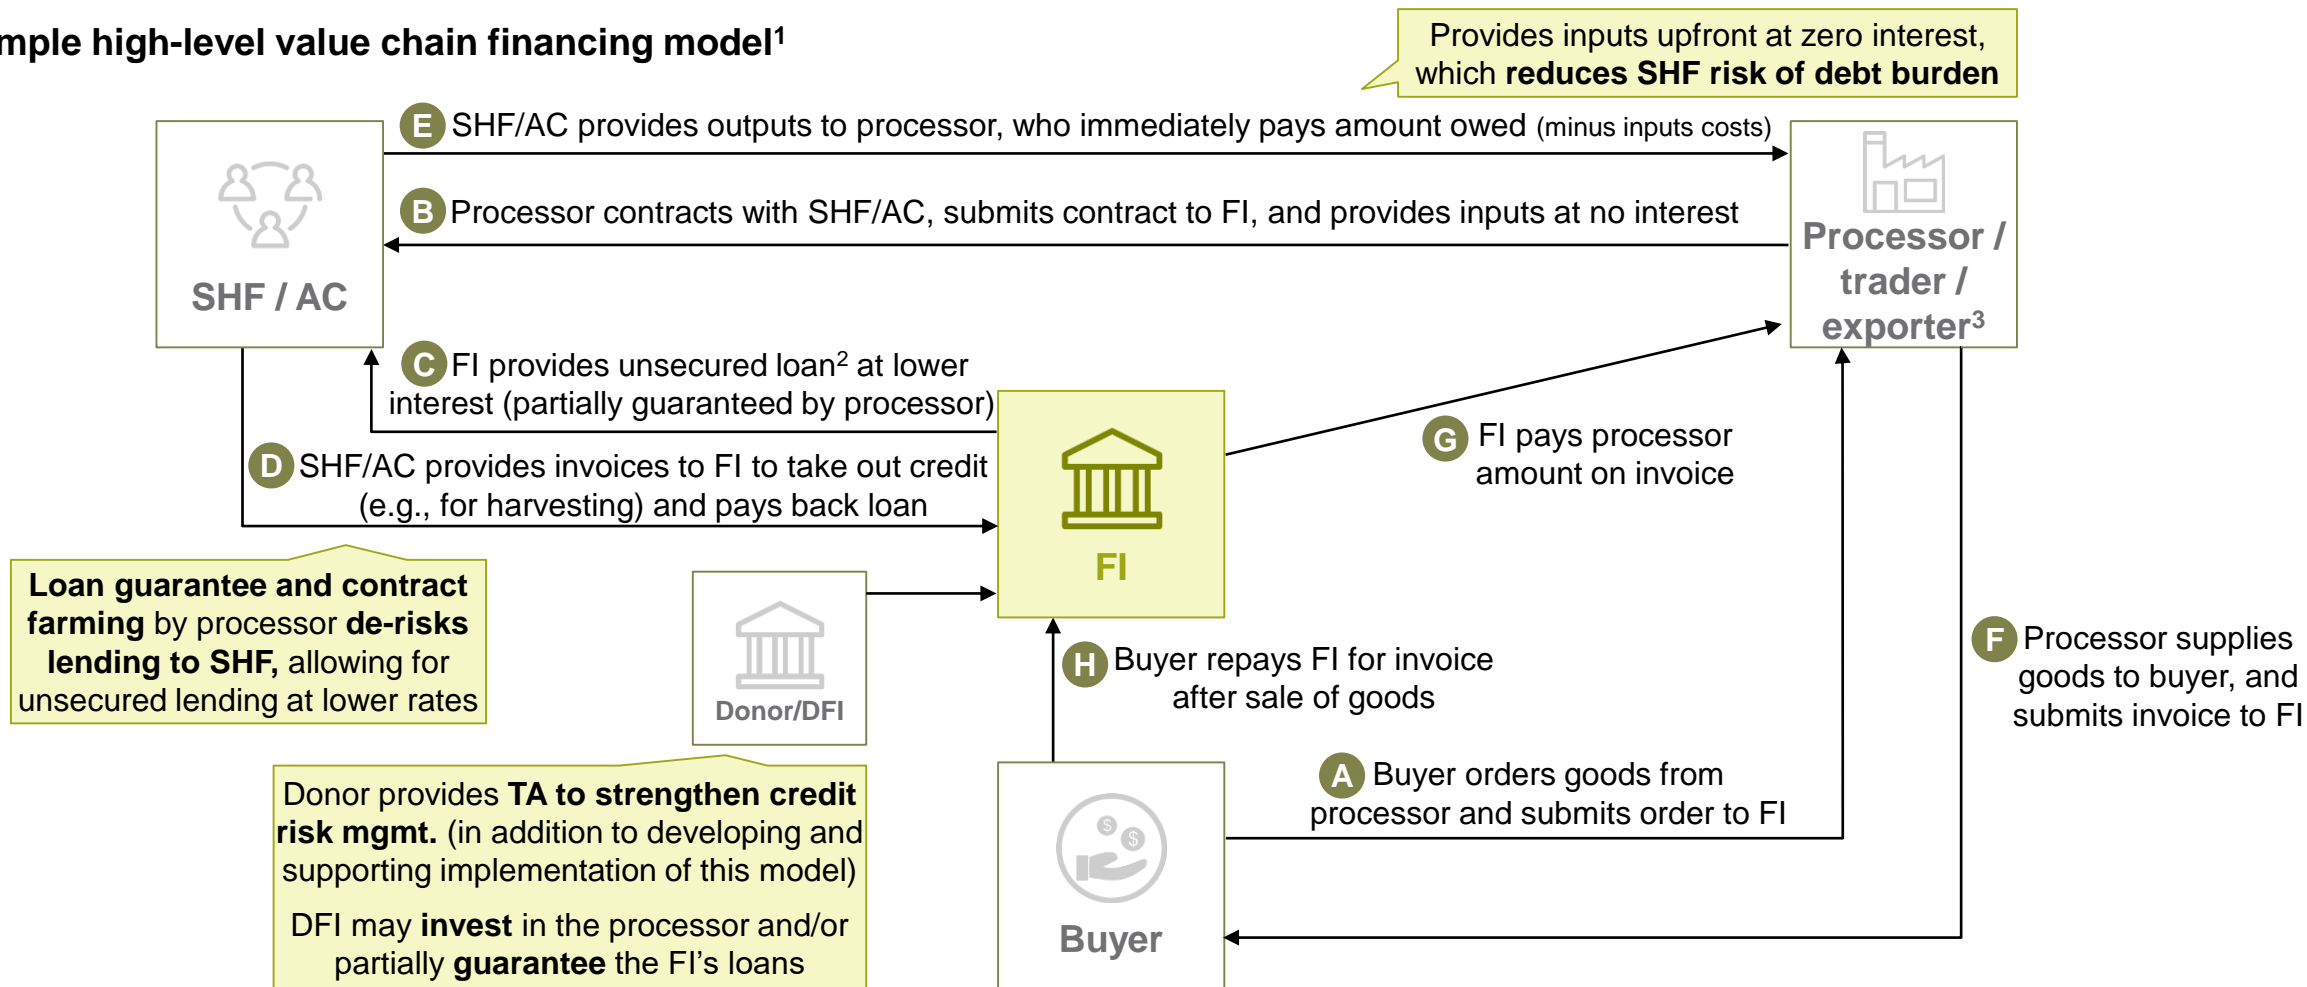 mple high-level value chain financing model1
Provides inputs upfront at zero interest,
which reduces SHF risk of debt burden
E SHF/AC provides outputs to processor, who immediately pays amount owed (minus inputs costs)
B Processor contracts with SHF/AC, submits contract to FI, and provides inputs at no interest
SHF / AC
Processor /
trader /
exporter3
C FI provides unsecured loan2 at lower
interest (partially guaranteed by processor)
D SHF/AC provides invoices to FI to take out credit
(e.g., for harvesting) and pays back loan
FI
G FI pays processor
amount on invoice
Loan guarantee and contract
farming by processor de-risks
lending to SHF, allowing for
unsecured lending at lower rates
Donor/DFI
H Buyer repays FI for invoice
after sale of goods
F Processor supplies
goods to buyer, and
submits invoice to FI
Donor provides TA to strengthen credit
risk mgmt. (in addition to developing and
supporting implementation of this model)
DFI may invest in the processor and/or
partially guarantee the FI's loans
A Buyer orders goods from
processor and submits order to FI
$ $
Buyer